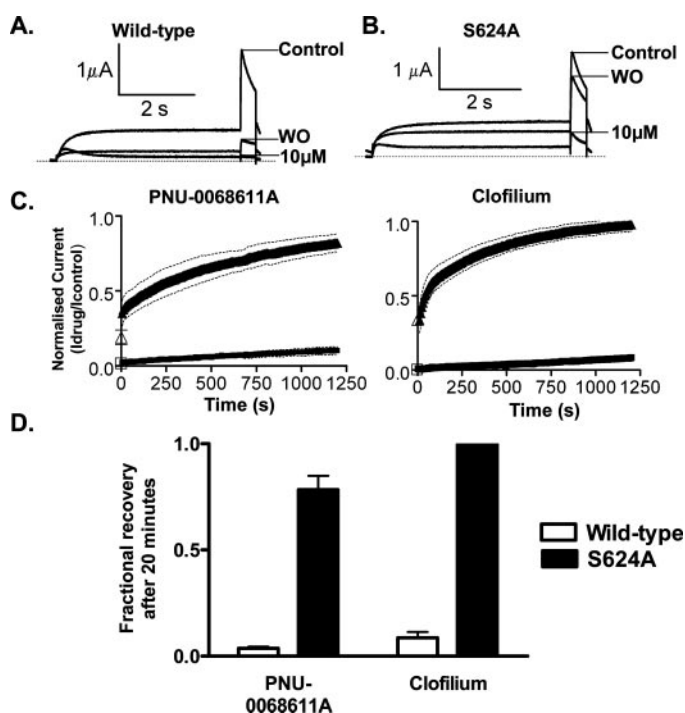 A.
Wild-type
Control
1μA
2 s
WO
10μM
B.
S624A
Control
WO
1 μA
2 s
10μM
C.
PNU-0068611A
Clofilium
Normalised Current
(Idrug/Icontrol)
1.0
0.5
0.0
0 250 500 750 1000 1250
Time (s)
1.0
0.5
0.0
0 250 500 750 1000 1250
Time (s)
D.
Fractional recovery
after 20 minutes
1.0
0.5
0.0
PNU-
0068611A
Clofilium
Wild-type
S624A